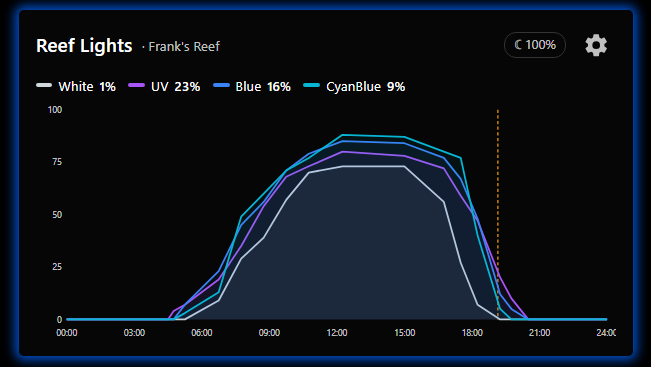 Reef Lights · Frank's Reef ☾100%
White 1% UV 23% Blue 16% CyanBlue 9%
100
75
50
25
0
00:00 03:00 06:00 09:00 12:00 15:00 18:00 21:00 24:00